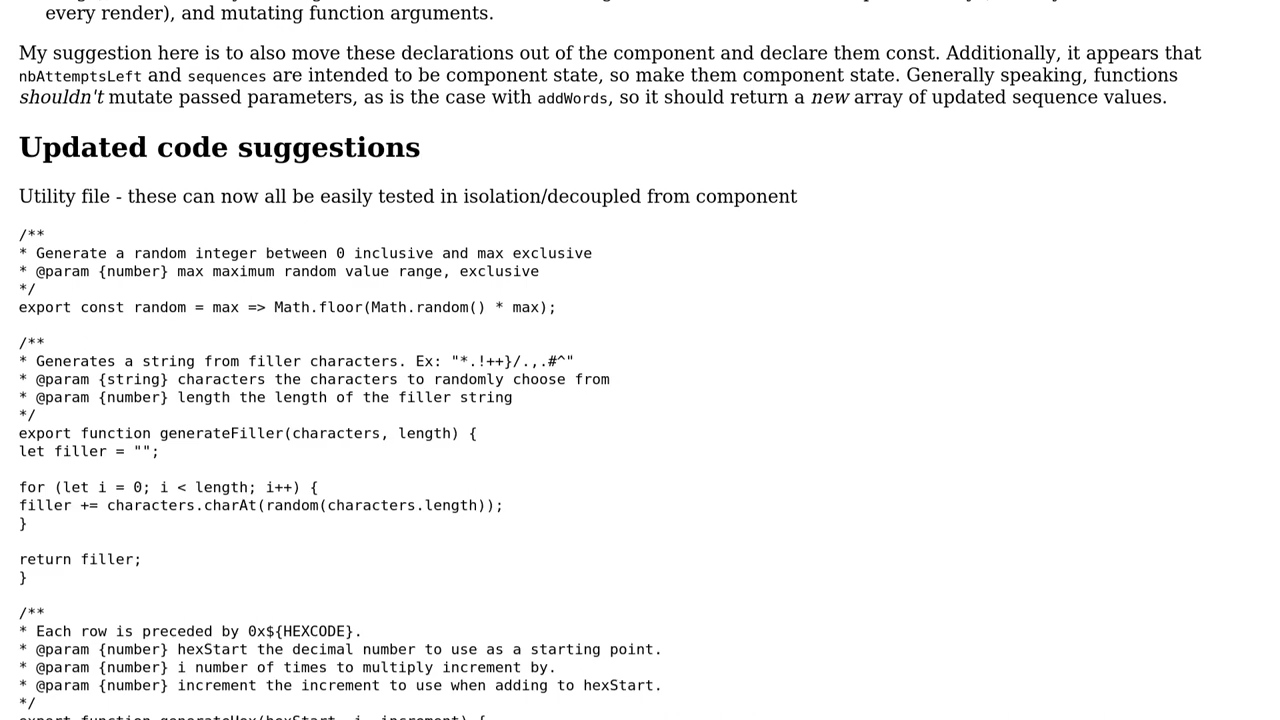 every render), and mutating function arguments.
My suggestion here is to also move these declarations out of the component and declare them const. Additionally, it appears that
nbAttemptsLeft and sequences are intended to be component state, so make them component state. Generally speaking, functions
shouldn't mutate passed parameters, as is the case with addWords, so it should return a new array of updated sequence values.
Updated code suggestions
Utility file - these can now all be easily tested in isolation/decoupled from component
/**
* Generate a random integer between 0 inclusive and max exclusive
* @param {number} max maximum random value range, exclusive
*/
export const random = max => Math.floor(Math.random() * max);
/**
* Generates a string from filler characters. Ex: "*.!++}/.,.#^"
* @param {string} characters the characters to randomly choose from
* @param {number} length the length of the filler string
*/
export function generateFiller(characters, length) {
let filler = "";
for (let i = 0; i < length; i++) {
filler += characters.charAt(random(characters.length));
}
return filler;
}
/**
* Each row is preceded by 0x${HEXCODE}.
* @param {number} hexStart the decimal number to use as a starting point.
* @param {number} i number of times to multiply increment by.
* @param {number} increment the increment to use when adding to hexStart.
*/
export function generateHex(hexStart, i, increment) {